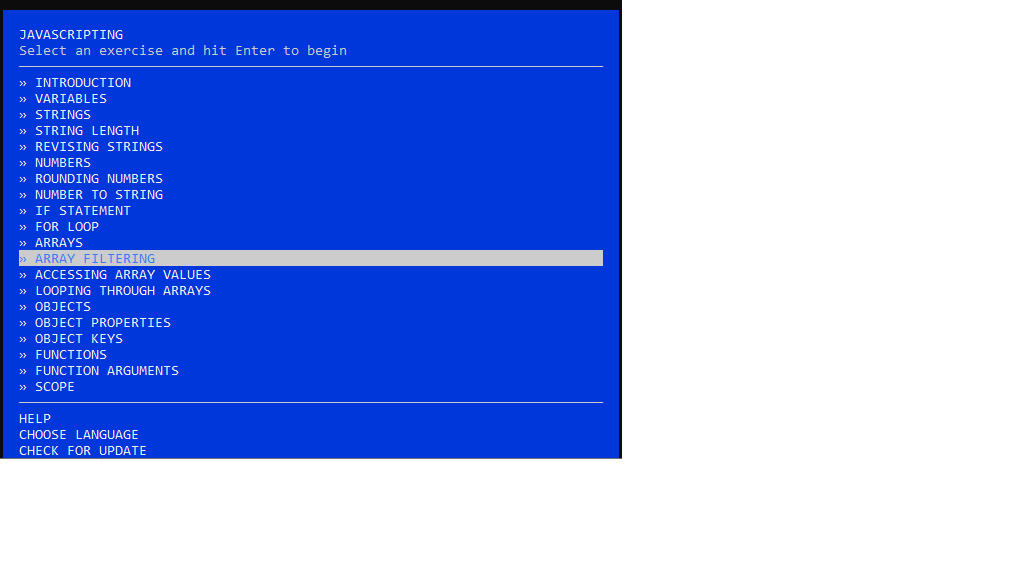 JAVASCRIPTING
Select an exercise and hit Enter to begin
» INTRODUCTION
» VARIABLES
» STRINGS
» STRING LENGTH
» REVISING STRINGS
» NUMBERS
» ROUNDING NUMBERS
» NUMBER TO STRING
» IF STATEMENT
» FOR LOOP
» ARRAYS
» ARRAY FILTERING
» ACCESSING ARRAY VALUES
» LOOPING THROUGH ARRAYS
» OBJECTS
» OBJECT PROPERTIES
» OBJECT KEYS
» FUNCTIONS
» FUNCTION ARGUMENTS
» SCOPE
HELP
CHOOSE LANGUAGE
CHECK FOR UPDATE